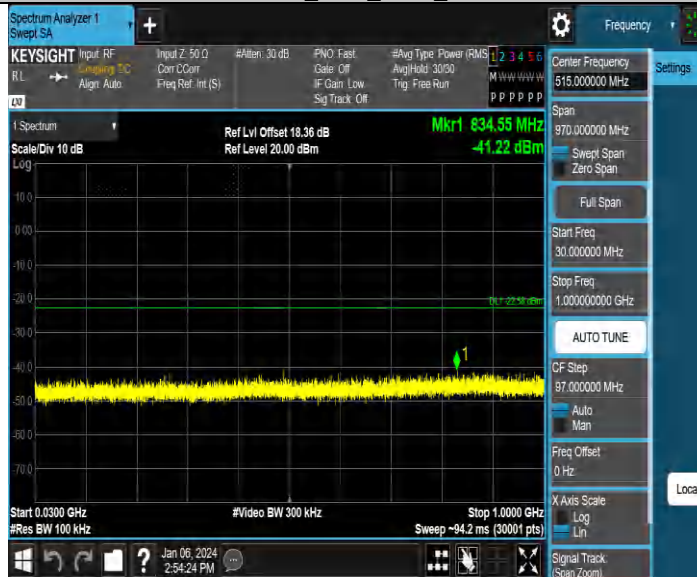 Spectrum Analyzer 1
Swept SA
Frequency
KEYSIGHT
Input: RF
Input Z: 50 Ω
#Atten: 30 dB
PNO: Fast
#Avg Type: Power (RMS
1 2 3 4 5 6
RL
Coupling: DC
Corr CCorr
Gate: Off
Avg|Hold: 30/50
M W W W W W
Align: Auto
Freq Ref: Int (S)
IF Gain: Low
Trig: Free Run
Sig Track: Off
P P P P P P
LXI
1 Spectrum
Scale/Div 10 dB
Ref Lvl Offset 18.36 dB
Ref Level 20.00 dBm
Mkr1 834.55 MHz
-41.22 dBm
Log
10.0
0.00
-10.0
-20.0
DL1 -22.58 dBm
-30.0
1
-40.0
-50.0
-60.0
-70.0
Start 0.0300 GHz
#Video BW 300 kHz
Stop 1.0000 GHz
#Res BW 100 kHz
Sweep ~94.2 ms (30001 pts)
?
Jan 06, 2024
2:54:24 PM
Center Frequency
515.000000 MHz
Settings
Span
970.000000 MHz
Swept Span
Zero Span
Full Span
Start Freq
30.000000 MHz
Stop Freq
1.000000000 GHz
AUTO TUNE
CF Step
97.000000 MHz
Auto
Man
Freq Offset
0 Hz
Loca
X Axis Scale
Log
Lin
Signal Track
(Span Zoom)